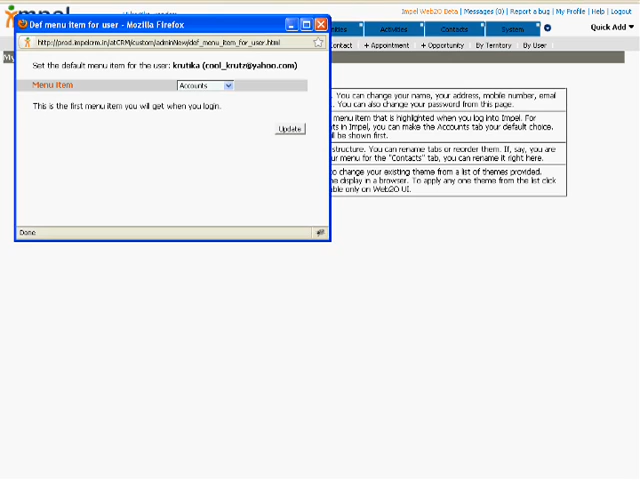 Def menu item for user - Mozilla Firefox
http://prod.impelcrm.in/atCRM/custom/adminNew/def_menu_item_for_user.html
Set the default menu item for the user: krutika (cool_krutz@yahoo.com)
Menu Item
Accounts
This is the first menu item you will get when you login.
Update
Done
Impel Web20 Beta | Messages (0) | Report a bug | My Profile | Help | Logout
Activities
Contacts
System
Quick Add
+ Appointment
+ Opportunity
By Territory
By User
My
. You can change your name, your address, mobile number, email
. You can also change your password from this page.
menu item that is highlighted when you log into Impel. For
ts in Impel, you can make the Accounts tab your default choice.
ll be shown first.
structure. You can rename tabs or reorder them. If, say, you are
ur menu for the "Contacts" tab, you can rename it right here.
to change your existing theme from a list of themes provided.
be display in a browser. To apply any one theme from the list click
able only on Web2O UI.